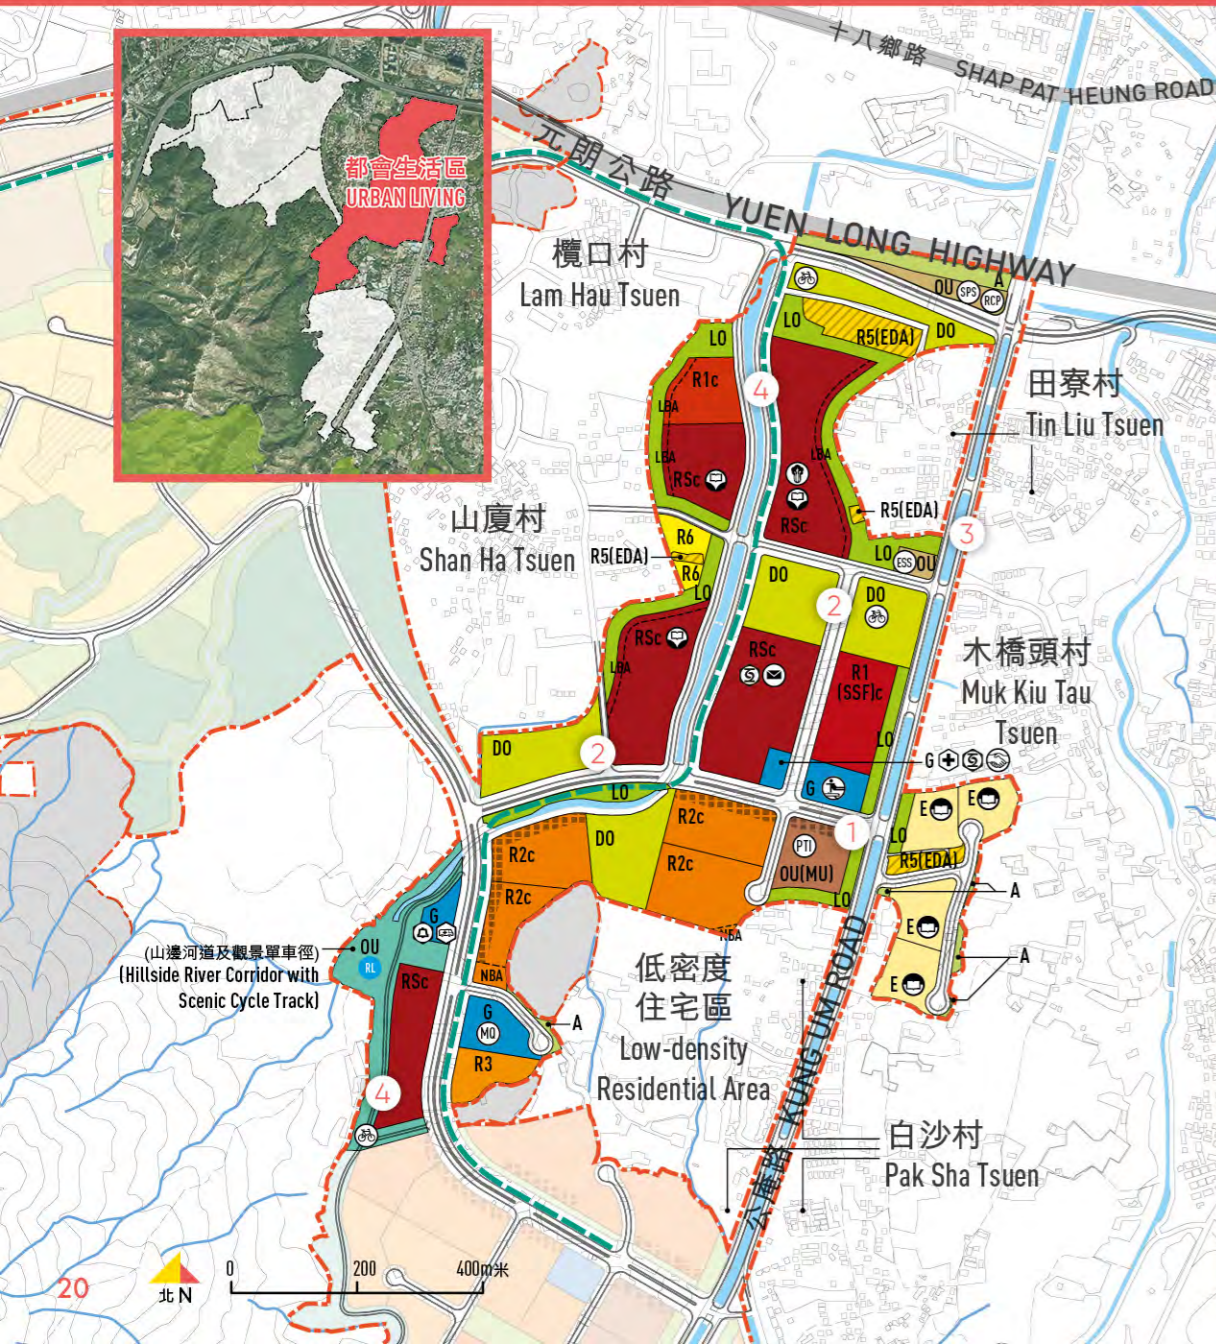 十八鄉路 SHAP PAT HEUNG ROAD
元朗公路 YUEN LONG HIGHWAY
都會生活區
URBAN LIVING
欖口村
Lam Hau Tsuen
OU
SPS
RCP
A
LO
R5(EDA)
DO
LO
R1c
LBA
4
田寮村
Tin Liu Tsuen
LBA
RSc
LBA
RSc
R5(EDA)
3
山廈村
Shan Ha Tsuen
R6
R5(EDA)
R6
LO
LO
ESS
OU
DO
2
DO
RSc
LBA
RSc
R1
(SSF)c
木橋頭村
Muk Kiu Tau
Tsuen
LO
DO
2
G
G
LO
E
E
R2c
DO
1
LO
R5(EDA)
PTI
OU(MU)
R2c
R2c
R2c
LO
A
G
NBA
E
A
(山邊河道及觀景單車徑)
(Hillside River Corridor with
Scenic Cycle Track)
OU
RL
RSc
NBA
E
低密度
住宅區
Low-density
Residential Area
G
MQ
A
R3
4
公庵路 KUNG UM ROAD
白沙村
Pak Sha Tsuen
20
北 N
0
200
400m米